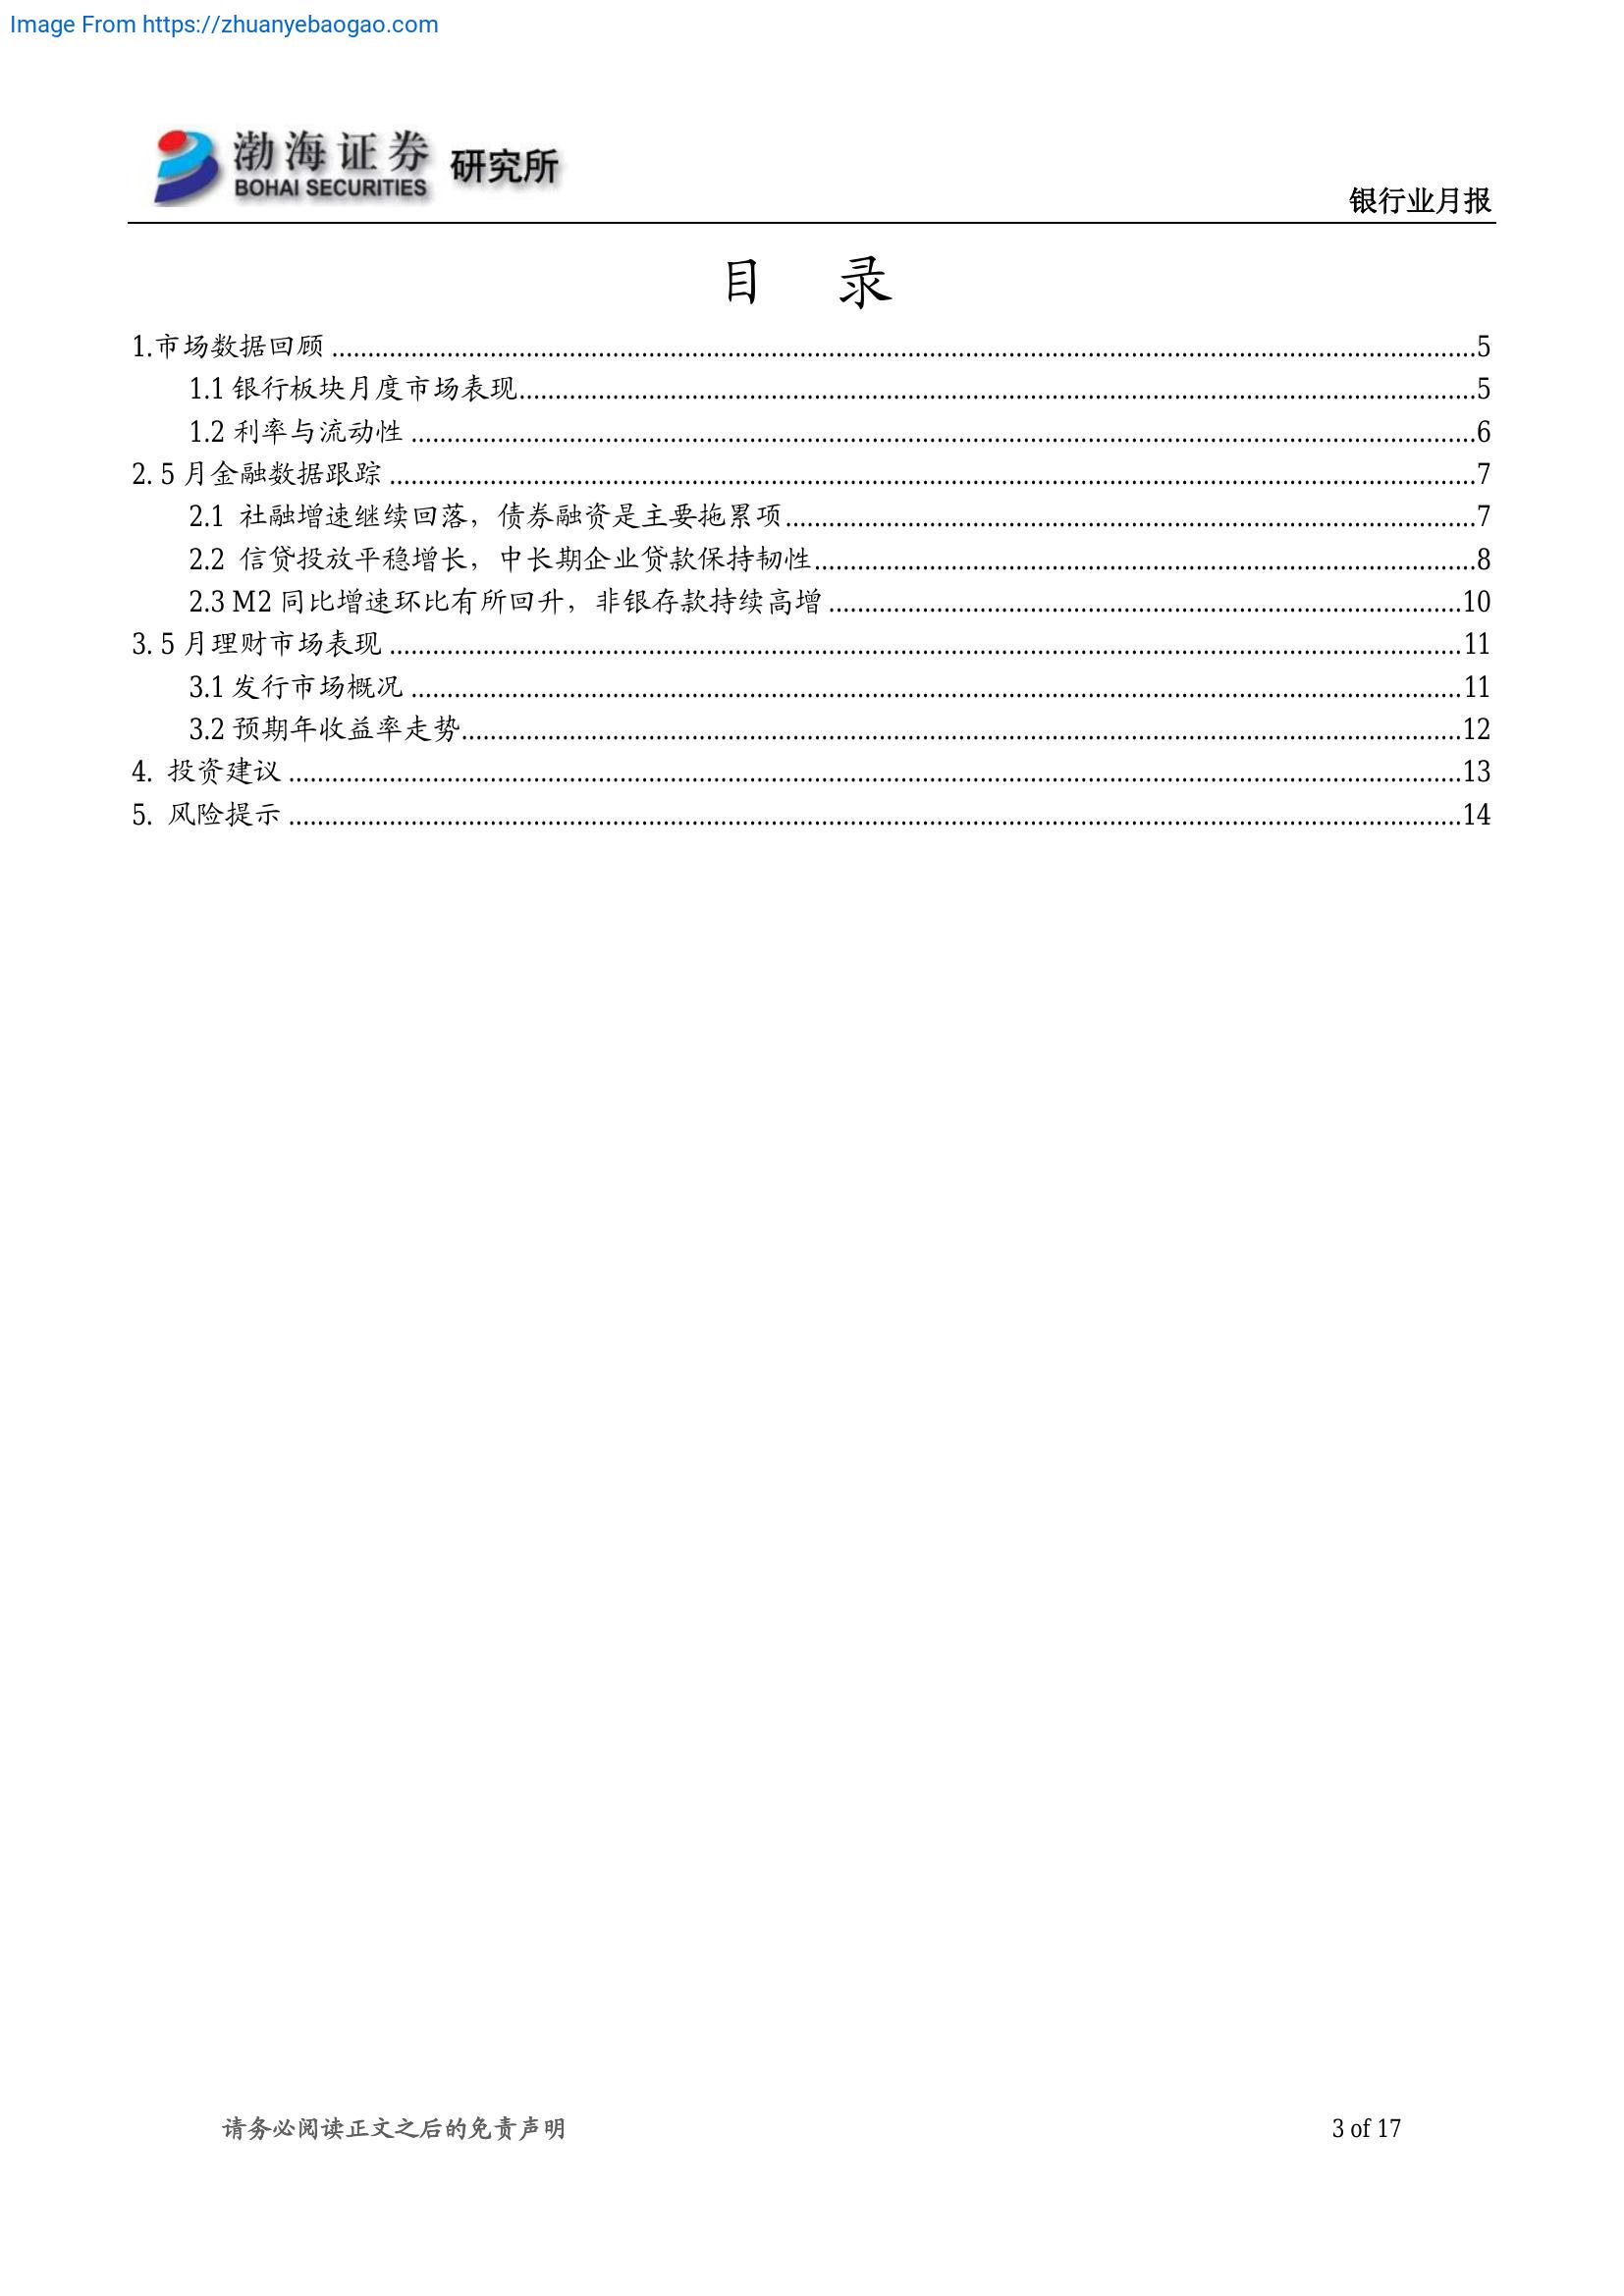 Image From https://zhuanyebaogao.com
渤海证券 研究所
BOHAI SECURITIES
银行业月报
目 录
1.市场数据回顾 ........ 5
1.1 银行板块月度市场表现 ........ 5
1.2 利率与流动性 ........ 6
2. 5 月金融数据跟踪 ........ 7
2.1 社融增速继续回落，债券融资是主要拖累项 ........ 7
2.2 信贷投放平稳增长，中长期企业贷款保持韧性 ........ 8
2.3 M2 同比增速环比有所回升，非银存款持续高增 ........ 10
3. 5 月理财市场表现 ........ 11
3.1 发行市场概况 ........ 11
3.2 预期年收益率走势 ........ 12
4. 投资建议 ........ 13
5. 风险提示 ........ 14
请务必阅读正文之后的免责声明 3 of 17